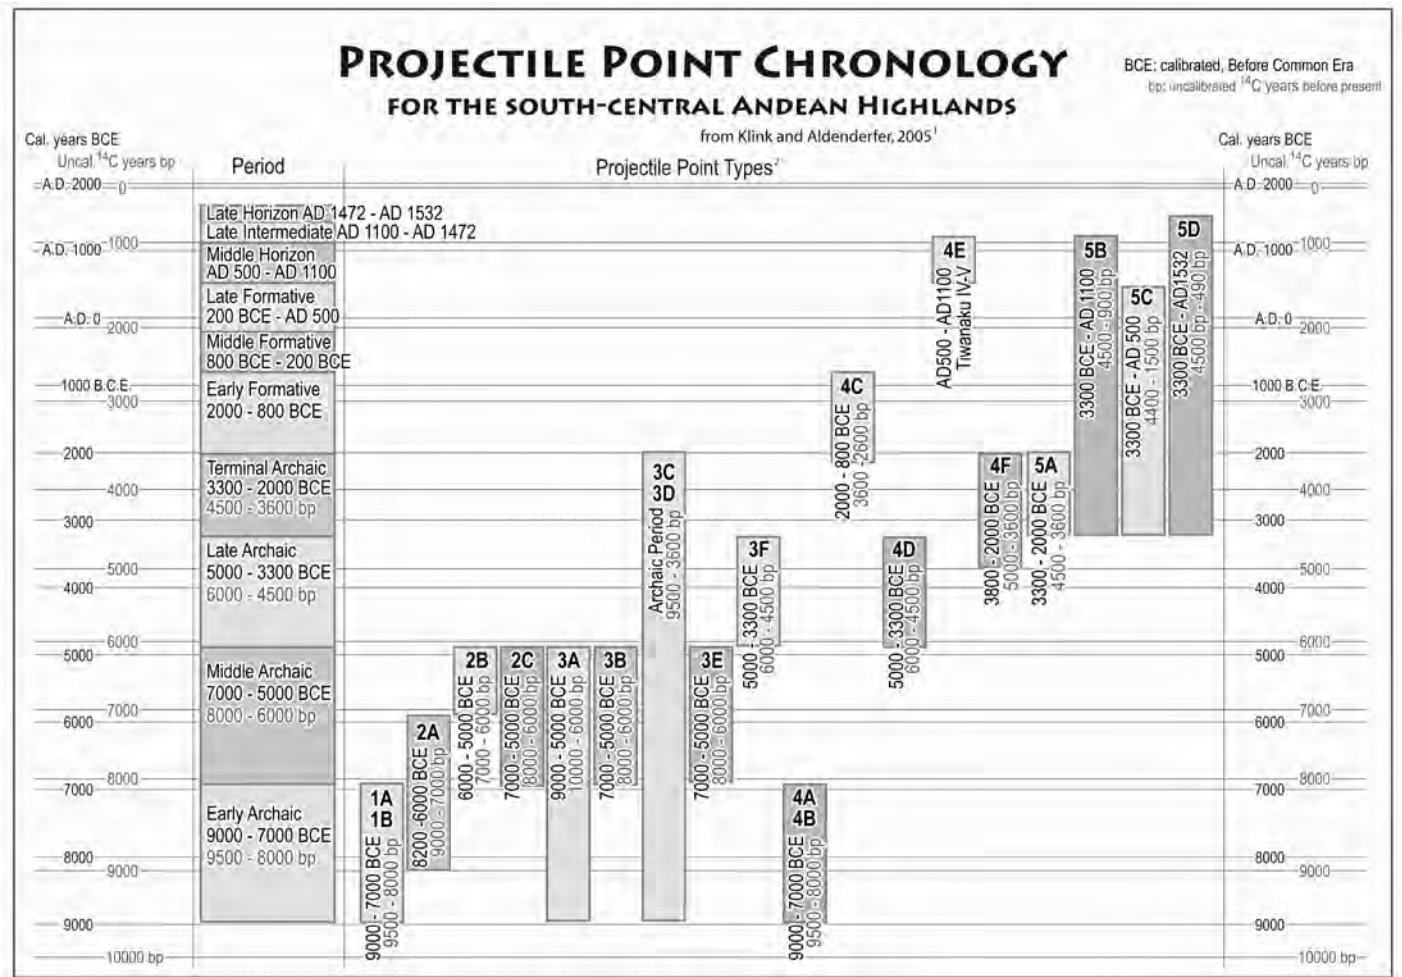 PROJECTILE POINT CHRONOLOGY
FOR THE SOUTH-CENTRAL ANDEAN HIGHLANDS
from Klink and Aldenderfer, 2005¹
BCE: calibrated, Before Common Era
bp: uncalibrated ¹⁴C years before present
Cal. years BCE
Uncal. ¹⁴C years bp
Period
Projectile Point Types²
Cal. years BCE
Uncal. ¹⁴C years bp
A.D. 2000
0
1000
A.D. 1000
A.D. 0
2000
1000 B.C.E.
3000
2000
4000
3000
5000
4000
6000
5000
7000
6000
8000
7000
8000
9000
9000
10000 bp
Late Horizon AD 1472 - AD 1532
Late Intermediate AD 1100 - AD 1472
Middle Horizon
AD 500 - AD 1100
Late Formative
200 BCE - AD 500
Middle Formative
800 BCE - 200 BCE
Early Formative
2000 - 800 BCE
Terminal Archaic
3300 - 2000 BCE
4500 - 3600 bp
Late Archaic
5000 - 3300 BCE
6000 - 4500 bp
Middle Archaic
7000 - 5000 BCE
8000 - 6000 bp
Early Archaic
9000 - 7000 BCE
9500 - 8000 bp
1A
1B
9000 - 7000 BCE
9500 - 8000 bp
2A
8200 -6000 BCE
9000 - 7000 bp
2B
6000 - 5000 BCE
7000 - 6000 bp
2C
7000 - 5000 BCE
8000 - 6000 bp
3A
9000 - 5000 BCE
10000 - 6000 bp
3B
7000 - 5000 BCE
8000 - 6000 bp
3C
3D
Archaic Period
9500 - 3600 bp
3E
7000 - 5000 BCE
8000 - 6000 bp
3F
5000 - 3300 BCE
6000 - 4500 bp
4A
4B
9000 - 7000 BCE
9500 - 8000 bp
4C
2000 - 800 BCE
3600 -2600 bp
4D
5000 - 3300 BCE
6000 - 4500 bp
4E
AD500 - AD1100
Tiwanaku IV-V
4F
3800 - 2000 BCE
5000 - 3600 bp
5A
3300 - 2000 BCE
4500 - 3600 bp
5B
3300 BCE - AD 1100
4500 - 900 bp
5C
3300 BCE - AD 500
4400 - 1500 bp
5D
3300 BCE - AD1532
4500 bp - 490 bp
A.D. 2000
0
1000
A.D. 1000
A.D. 0
2000
1000 B.C.E.
3000
2000
4000
3000
5000
4000
6000
5000
7000
6000
8000
7000
8000
9000
9000
10000 bp